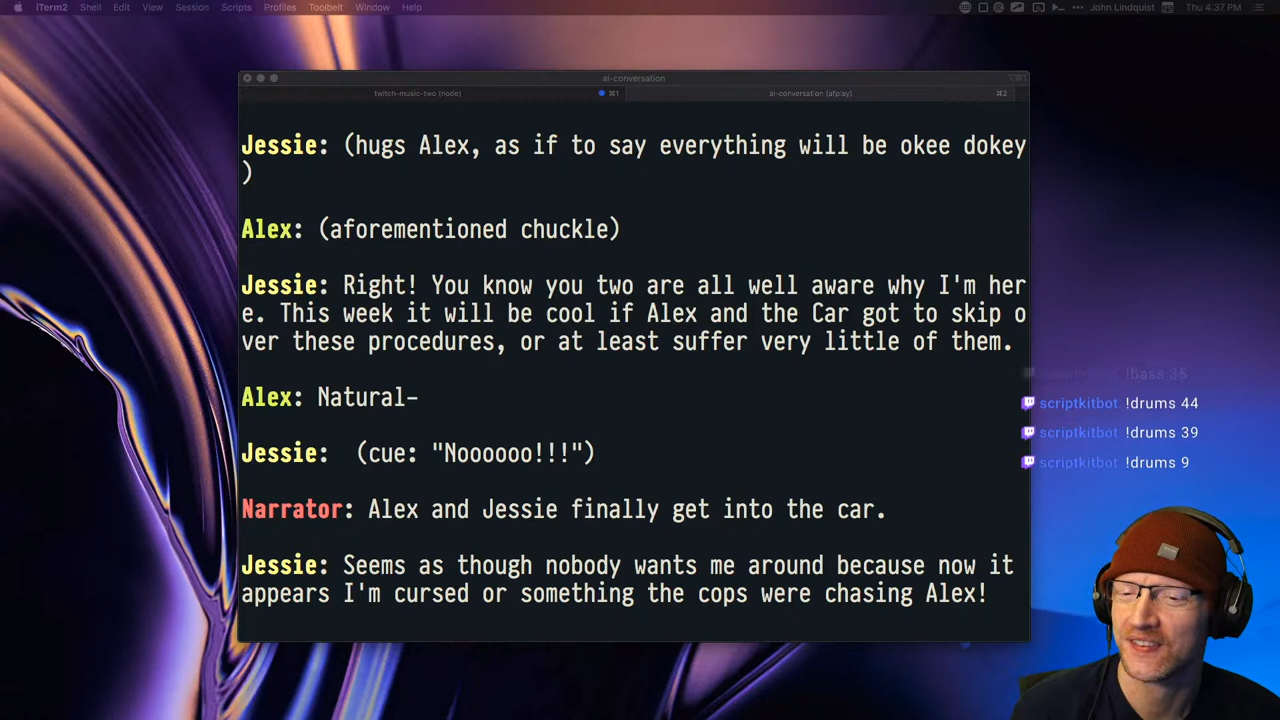 iTerm2 Shell Edit View Session Scripts Profiles Toolbelt Window Help John Lindquist Thu 4:37 PM
ai-conversation
twitch-music-two (node) ⌘1 ai-conversation (afplay) ⌘2
Jessie: (hugs Alex, as if to say everything will be okee dokey
)
Alex: (aforementioned chuckle)
Jessie: Right! You know you two are all well aware why I'm her
e. This week it will be cool if Alex and the Car got to skip o
ver these procedures, or at least suffer very little of them.
Alex: Natural-
Jessie:  (cue: "Noooooo!!!")
Narrator: Alex and Jessie finally get into the car.
Jessie: Seems as though nobody wants me around because now it
appears I'm cursed or something the cops were chasing Alex!
scriptkitbot !bass 35
scriptkitbot !drums 44
scriptkitbot !drums 39
scriptkitbot !drums 9